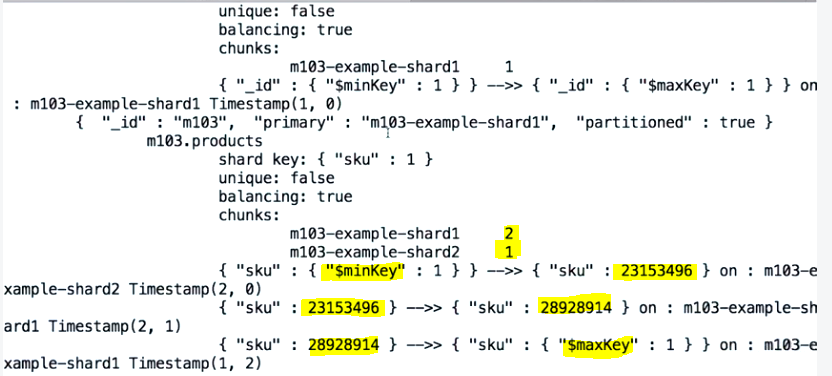 unique: false
balancing: true
chunks:
m103-example-shard1 1
{ "_id" : { "$minKey" : 1 } } -->> { "_id" : { "$maxKey" : 1 } } on
: m103-example-shard1 Timestamp(1, 0)
{ "_id" : "m103", "primary" : "m103-example-shard1", "partitioned" : true }
m103.products
shard key: { "sku" : 1 }
unique: false
balancing: true
chunks:
m103-example-shard1 2
m103-example-shard2 1
{ "sku" : { "$minKey" : 1 } } -->> { "sku" : 23153496 } on : m103-e
xample-shard2 Timestamp(2, 0)
{ "sku" : 23153496 } -->> { "sku" : 28928914 } on : m103-example-sh
ard1 Timestamp(2, 1)
{ "sku" : 28928914 } -->> { "sku" : { "$maxKey" : 1 } } on : m103-e
xample-shard1 Timestamp(1, 2)